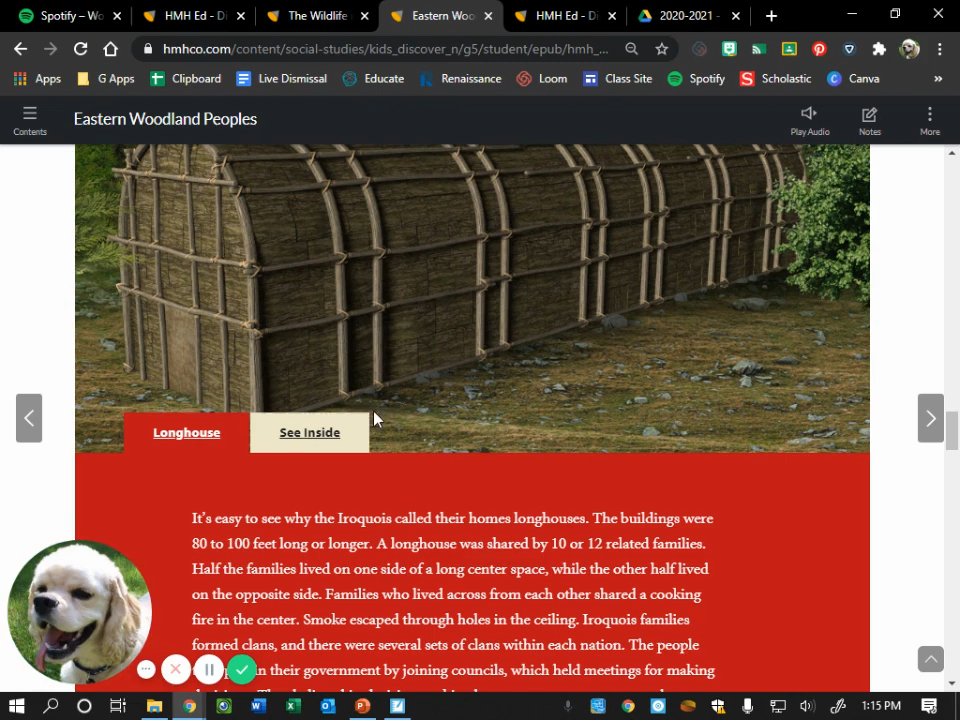 Spotify – Wo
HMH Ed - Di
The Wildlife
Eastern Woo
HMH Ed - Di
2020-2021 -
hmhco.com/content/social-studies/kids_discover_n/g5/student/epub/hmh_...
Apps
G Apps
Clipboard
Live Dismissal
Educate
Renaissance
Loom
Class Site
Spotify
Scholastic
Canva
Contents
Eastern Woodland Peoples
Play Audio
Notes
More
Longhouse
See Inside
It's easy to see why the Iroquois called their homes longhouses. The buildings were
80 to 100 feet long or longer. A longhouse was shared by 10 or 12 related families.
Half the families lived on one side of a long center space, while the other half lived
on the opposite side. Families who lived across from each other shared a cooking
fire in the center. Smoke escaped through holes in the ceiling. Iroquois families
formed clans, and there were several sets of clans within each nation. The people
in their government by joining councils, which held meetings for making
1:15 PM